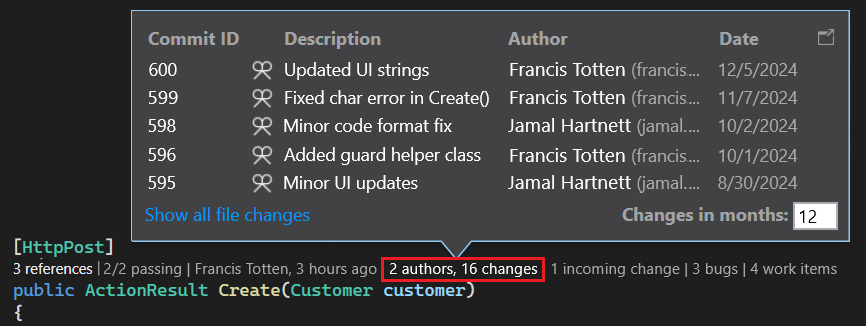 Commit ID Description Author Date
600 Updated UI strings Francis Totten (francis.... 12/5/2024
599 Fixed char error in Create() Francis Totten (francis.... 11/7/2024
598 Minor code format fix Jamal Hartnett (jamal.... 10/2/2024
596 Added guard helper class Francis Totten (francis.... 10/1/2024
595 Minor UI updates Jamal Hartnett (jamal.... 8/30/2024
Show all file changes Changes in months: 12
[HttpPost]
3 references | 2/2 passing | Francis Totten, 3 hours ago 2 authors, 16 changes 1 incoming change | 3 bugs | 4 work items
public ActionResult Create(Customer customer)
{